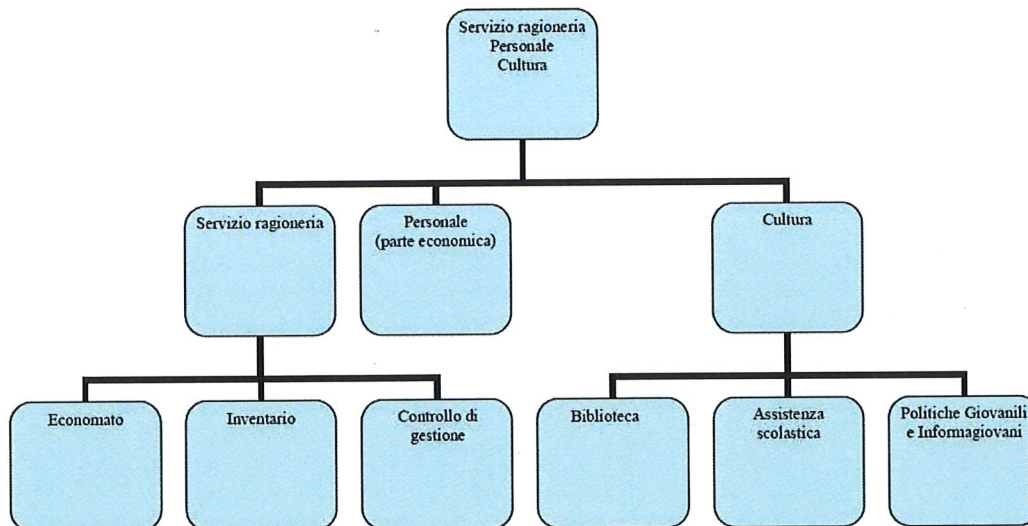 Servizio ragioneria
Personale
Cultura
Servizio ragioneria
Personale
(parte economica)
Cultura
Economato
Inventario
Controllo di
gestione
Biblioteca
Assistenza
scolastica
Politiche Giovanili
e Informagiovani